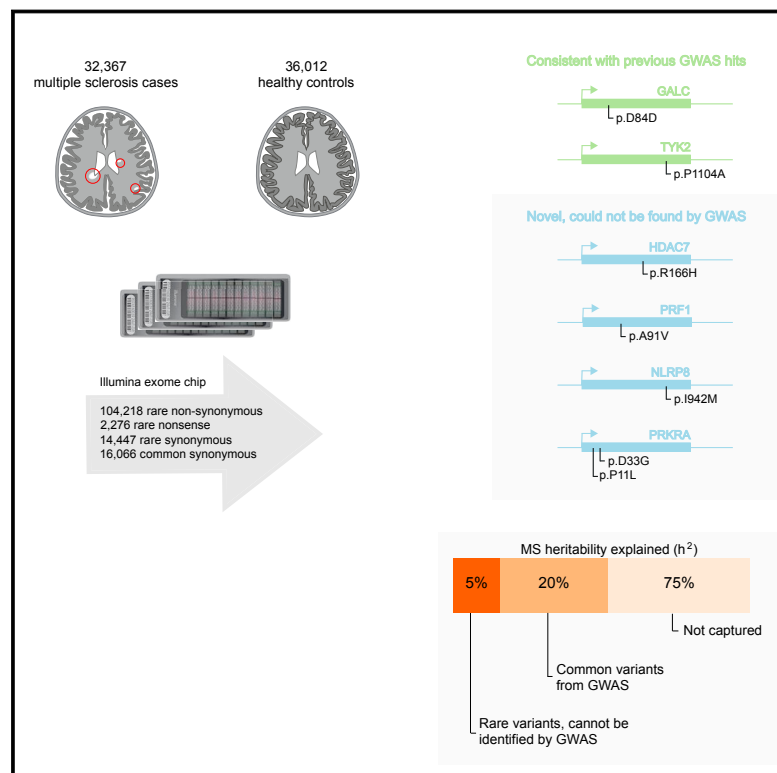 32,367
multiple sclerosis cases
36,012
healthy controls
Illumina exome chip
104,218 rare non-synonymous
2,276 rare nonsense
14,447 rare synonymous
16,066 common synonymous
Consistent with previous GWAS hits
GALC
p.D84D
TYK2
p.P1104A
Novel, could not be found by GWAS
HDAC7
p.R166H
PRF1
p.A91V
NLRP8
p.I942M
PRKRA
p.D33G
p.P11L
MS heritability explained (h²)
5%
20%
75%
Not captured
Common variants
from GWAS
Rare variants, cannot be
identified by GWAS